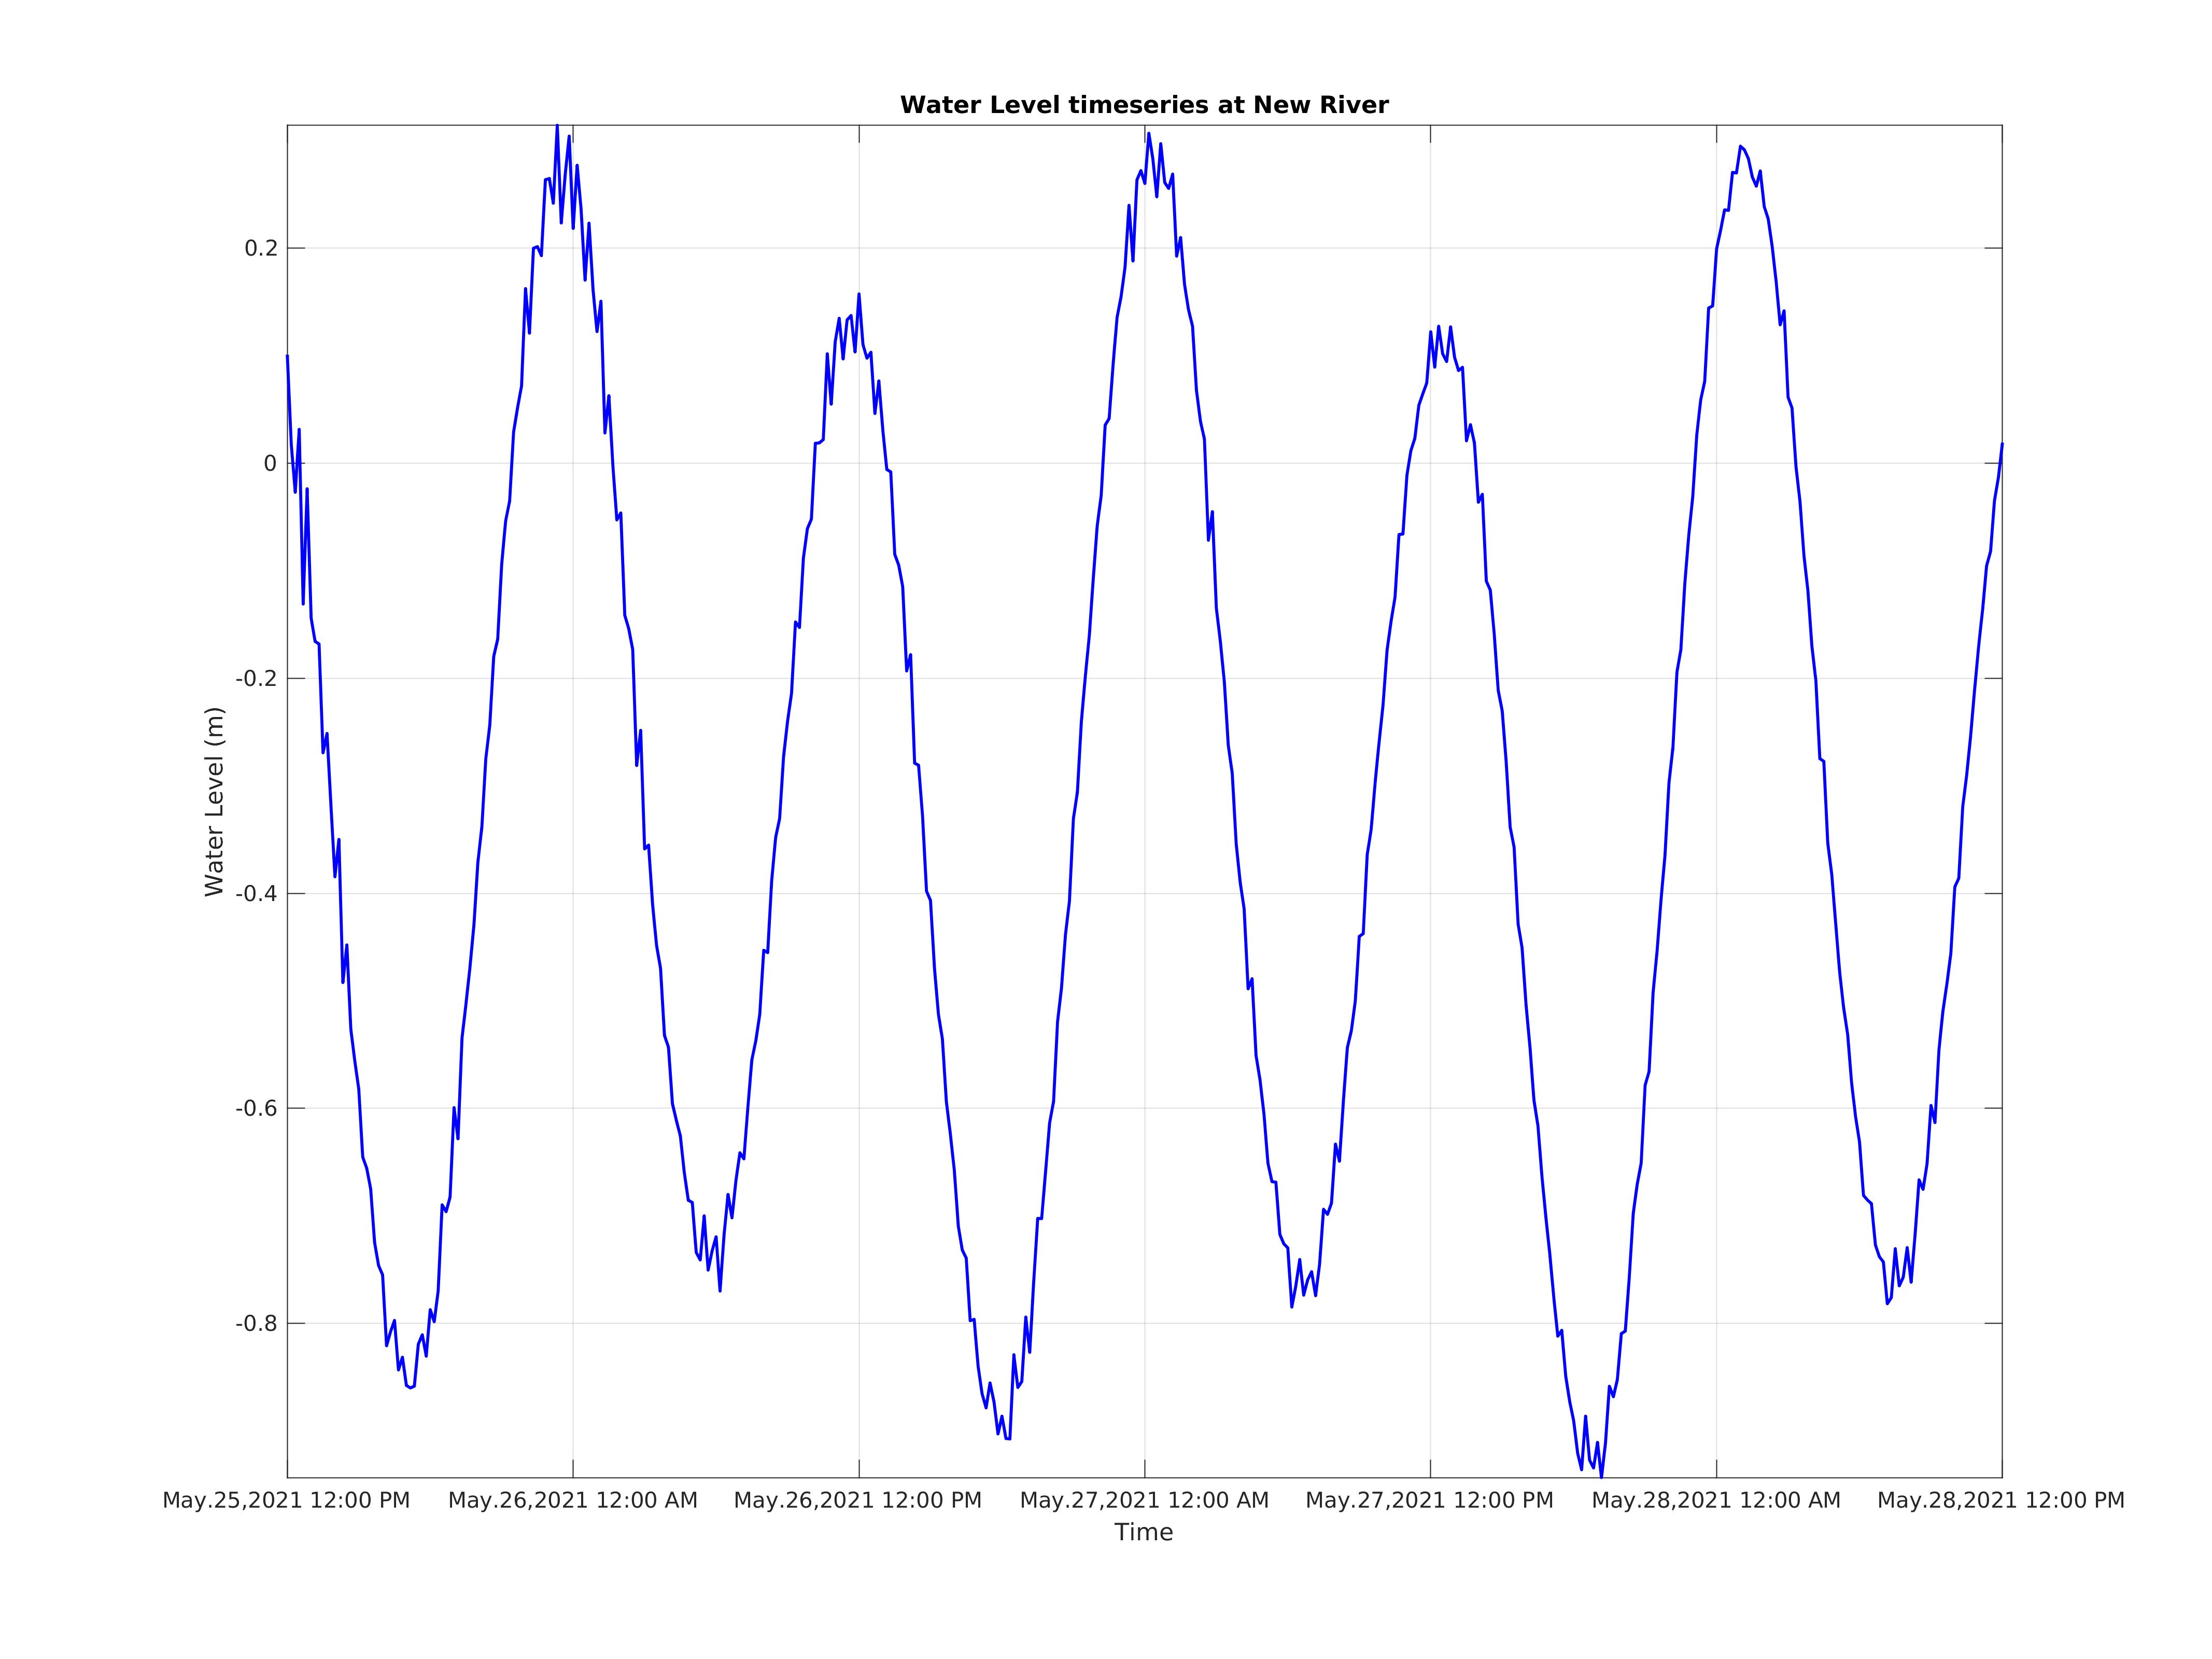 Water Level timeseries at New River
0.2
0
-0.2
-0.4
-0.6
-0.8
Water Level (m)
May.25,2021 12:00 PM May.26,2021 12:00 AM May.26,2021 12:00 PM May.27,2021 12:00 AM May.27,2021 12:00 PM May.28,2021 12:00 AM May.28,2021 12:00 PM
Time